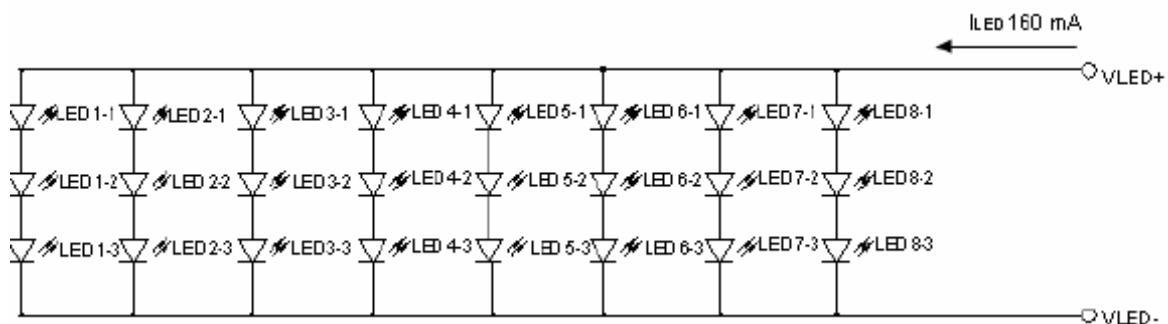 ILED 160 mA
VLED+
LED 1-1 LED 2-1 LED 3-1 LED 4-1 LED 5-1 LED 6-1 LED 7-1 LED 8-1
LED 1-2 LED 2-2 LED 3-2 LED 4-2 LED 5-2 LED 6-2 LED 7-2 LED 8-2
LED 1-3 LED 2-3 LED 3-3 LED 4-3 LED 5-3 LED 6-3 LED 7-3 LED 8-3
VLED-